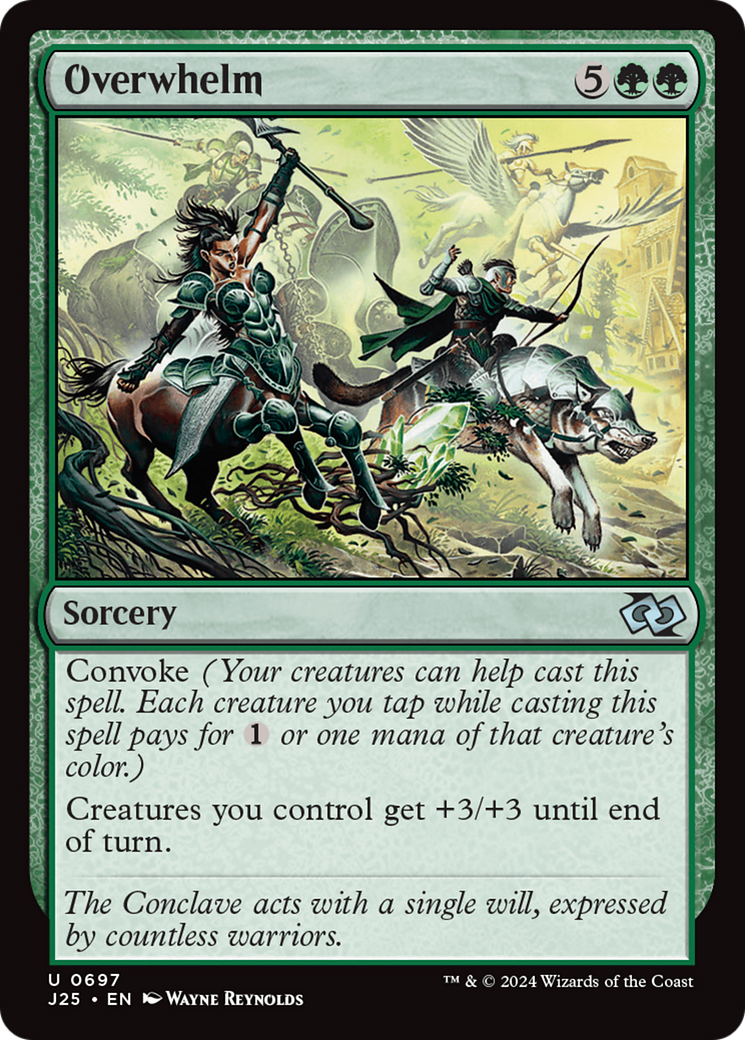 Overwhelm 5
Sorcery
Convoke (Your creatures can help cast this
spell. Each creature you tap while casting this
spell pays for 1 or one mana of that creature's
color.)
Creatures you control get +3/+3 until end
of turn.
The Conclave acts with a single will, expressed
by countless warriors.
U 0697
J25 • EN Wayne Reynolds
™ & © 2024 Wizards of the Coast